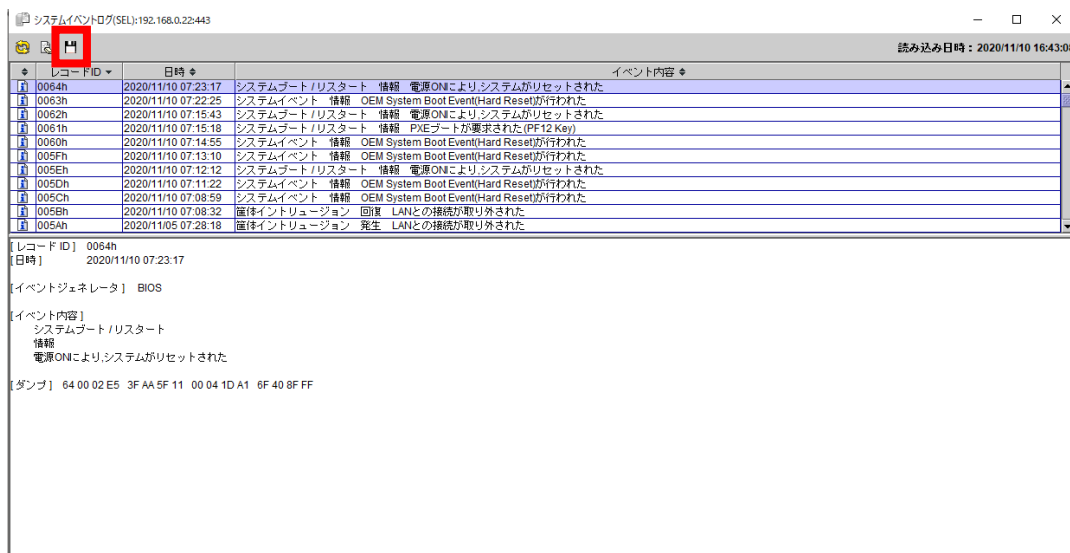 システムイベントログ(SEL):192.168.0.22:443
読み込み日時：2020/11/10 16:43:08
レコードID 日時 イベント内容
0064h 2020/11/10 07:23:17 システムブート/リスタート 情報 電源ONにより,システムがリセットされた
0063h 2020/11/10 07:22:25 システムイベント 情報 OEM System Boot Event(Hard Reset)が行われた
0062h 2020/11/10 07:15:43 システムブート/リスタート 情報 電源ONにより,システムがリセットされた
0061h 2020/11/10 07:15:18 システムブート/リスタート 情報 PXEブートが要求された(PF12 Key)
0060h 2020/11/10 07:14:55 システムイベント 情報 OEM System Boot Event(Hard Reset)が行われた
005Fh 2020/11/10 07:13:10 システムイベント 情報 OEM System Boot Event(Hard Reset)が行われた
005Eh 2020/11/10 07:12:12 システムブート/リスタート 情報 電源ONにより,システムがリセットされた
005Dh 2020/11/10 07:11:22 システムイベント 情報 OEM System Boot Event(Hard Reset)が行われた
005Ch 2020/11/10 07:08:59 システムイベント 情報 OEM System Boot Event(Hard Reset)が行われた
005Bh 2020/11/10 07:08:32 筐体イントリュージョン 回復 LANとの接続が取り外された
005Ah 2020/11/05 07:28:18 筐体イントリュージョン 発生 LANとの接続が取り外された
[レコード ID] 0064h
[日時] 2020/11/10 07:23:17
[イベントジェネレータ] BIOS
[イベント内容]
システムブート/リスタート
情報
電源ONにより,システムがリセットされた
[ダンプ] 64 00 02 E5 3F AA 5F 11 00 04 1D A1 6F 40 8F FF